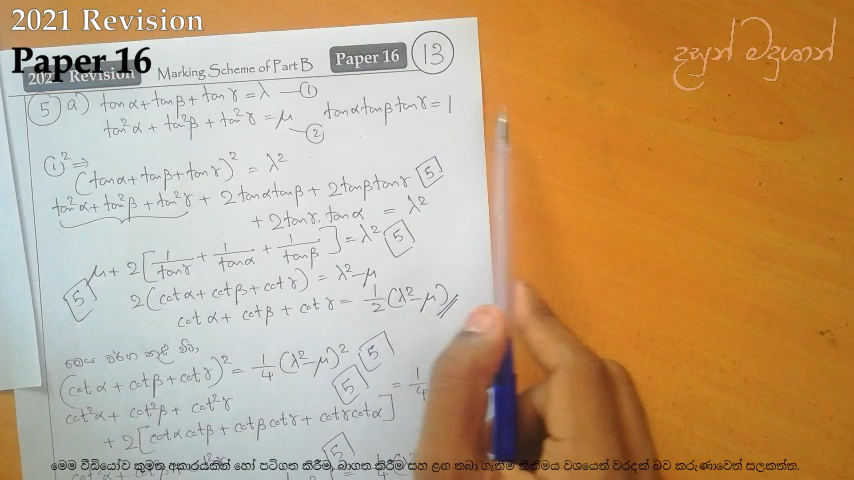 2021 Revision
Paper 16
දසුන් මදුශාන්
2021 Revision Marking Scheme of Part B Paper 16 13
5 a) tanα + tanβ + tanγ = λ — ①
tan²α + tan²β + tan²γ = μ — ②
tanα tanβ tanγ = 1
①² ⇒
(tanα + tanβ + tanγ)² = λ²
tan²α + tan²β + tan²γ + 2tanα tanβ + 2tanβ tanγ 5
+ 2tanγ. tanα = λ²
μ + 2[1/tanγ + 1/tanα + 1/tanβ] = λ² 5
5 2(cotα + cotβ + cotγ) = λ² - μ
cotα + cotβ + cotγ = 1/2 (λ² - μ)
වර්ග කළ විට,
(cotα + cotβ + cotγ)² = 1/4 (λ² - μ)² 5
cot²α + cot²β + cot²γ 5
+ 2[cotα cotβ + cotβ cotγ + cotγ cotα] = 1/4
5
මෙම වීඩියෝව කුමන අකාරයකින් හෝ පටිගත කිරීම, බාගත කිරීම සහ ළඟ තබා ගැනීම නීතිමය වශයෙන් වරදක් බව කරුණාවෙන් සලකන්න.